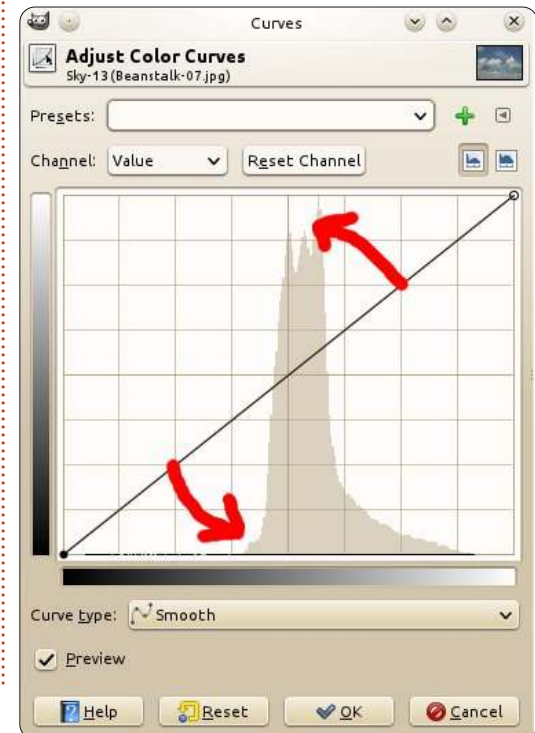 Curves
Adjust Color Curves
Sky-13 (Beanstalk-07.jpg)
Presets:
Channel: Value Reset Channel
Curve type: Smooth
Preview
Help Reset OK Cancel